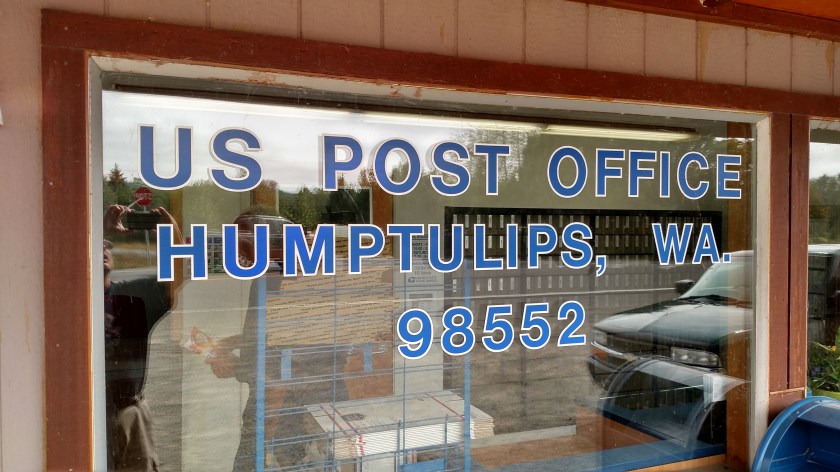 US POST OFFICE
HUMPTULIPS, WA.
98552